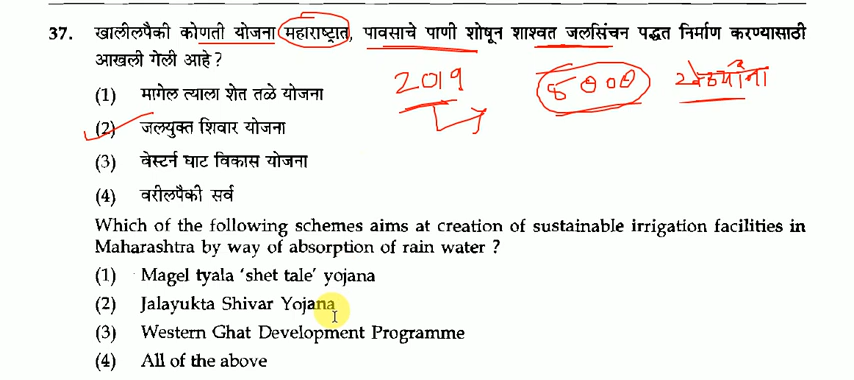 37. खालीलपैकी कोणती योजना महाराष्ट्रात, पावसाचे पाणी शोषून शाश्वत जलसिंचन पद्धत निर्माण करण्यासाठी
आखली गेली आहे ?
2019
(1) मागेल त्याला शेत तळे योजना
(2) जलयुक्त शिवार योजना
(3) वेस्टर्न घाट विकास योजना
(4) वरीलपैकी सर्व
Which of the following schemes aims at creation of sustainable irrigation facilities in
Maharashtra by way of absorption of rain water ?
(1) Magel tyala 'shet tale' yojana
(2) Jalayukta Shivar Yojana
(3) Western Ghat Development Programme
(4) All of the above